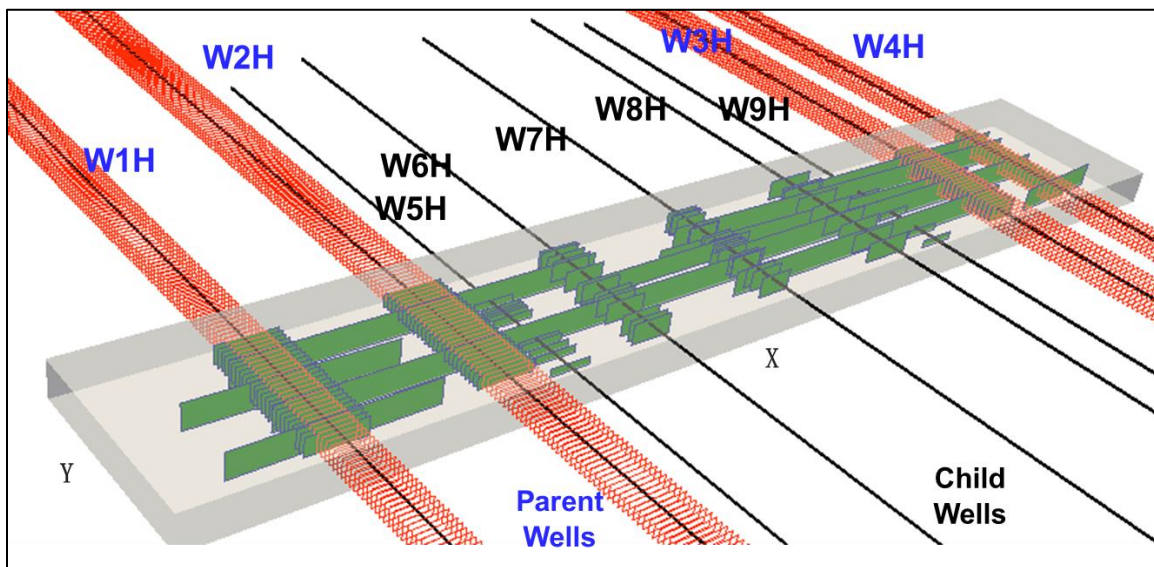 W1H
W2H
W3H
W4H
W5H
W6H
W7H
W8H
W9H
X
Y
Parent
Wells
Child
Wells